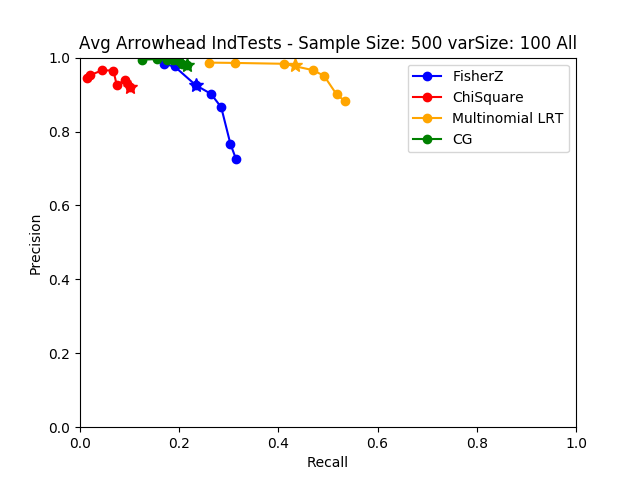 Avg Arrowhead IndTests - Sample Size: 500 varSize: 100 All
FisherZ
ChiSquare
Multinomial LRT
CG
Precision
1.0
0.8
0.6
0.4
0.2
0.0
0.0 0.2 0.4 0.6 0.8 1.0
Recall